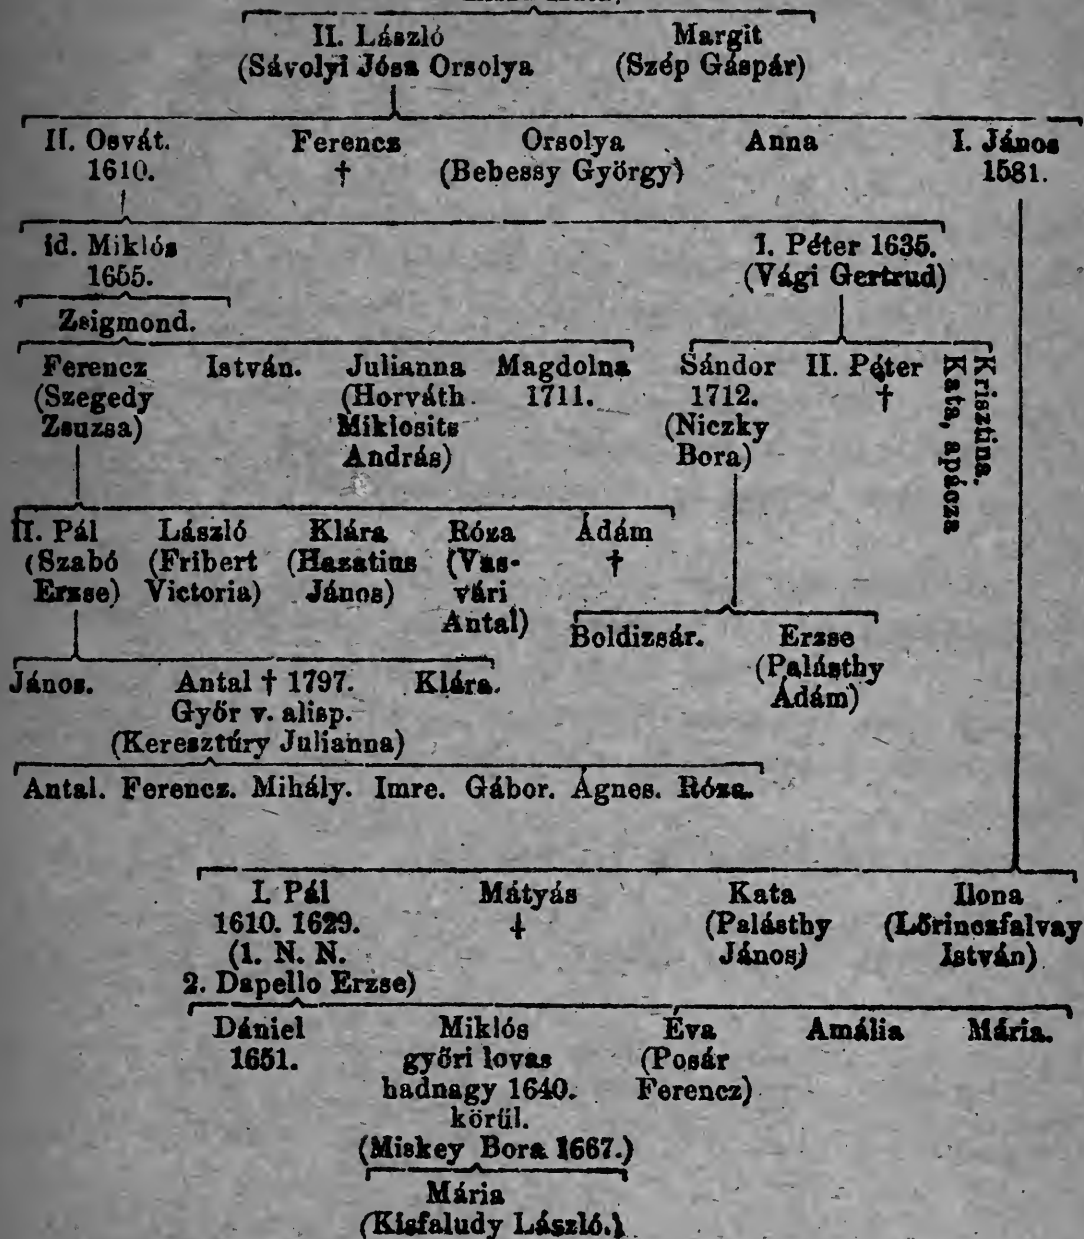 II. László Margit
(Sávolyi Jósa Orsolya (Szép Gáspár)
II. Osvát. Ferencz Orsolya Anna I. János
1610. † (Bebessy György) 1581.
id. Miklós I. Péter 1635.
1655. (Vági Gertrud)
Zsigmond.
Ferencz István. Julianna Magdolna Sándor II. Péter Krisztina.
(Szegedy (Horváth 1711. 1712. † Kata, apácza
Zsuzsa) Miklosits (Niczky
András) Bora)
II. Pál László Klára Róza Ádám
(Szabó (Fribert (Hazatius (Vas- †
Erzse) Victoria) János) vári
Antal)
Boldizsár. Erzse
(Palásthy
Ádám)
János. Antal † 1797. Klára.
Győr v. alisp.
(Keresztúry Julianna)
Antal. Ferencz. Mihály. Imre. Gábor. Ágnes. Róza.
I. Pál Mátyás Kata Ilona
1610. 1629. † (Palásthy (Lőrinczfalvay
(1. N. N. János) István)
2. Dapello Erzse)
Dániel Miklós Éva Amália Mária.
1651. győri lovas (Posár
hadnagy 1640. Ferencz)
körül.
(Miskey Bora 1667.)
Mária
(Kisfaludy László.)